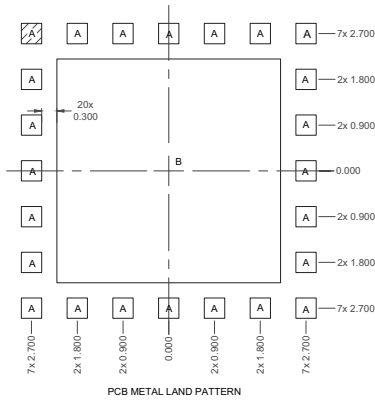 A A A A A A A 7x 2.700
A A 2x 1.800
20x
0.300
A A 2x 0.900
B
A A 0.000
A A 2x 0.900
A A 2x 1.800
A A A A A A A 7x 2.700
7x 2.700 2x 1.800 2x 0.900 0.000 2x 0.900 2x 1.800 7x 2.700
PCB METAL LAND PATTERN